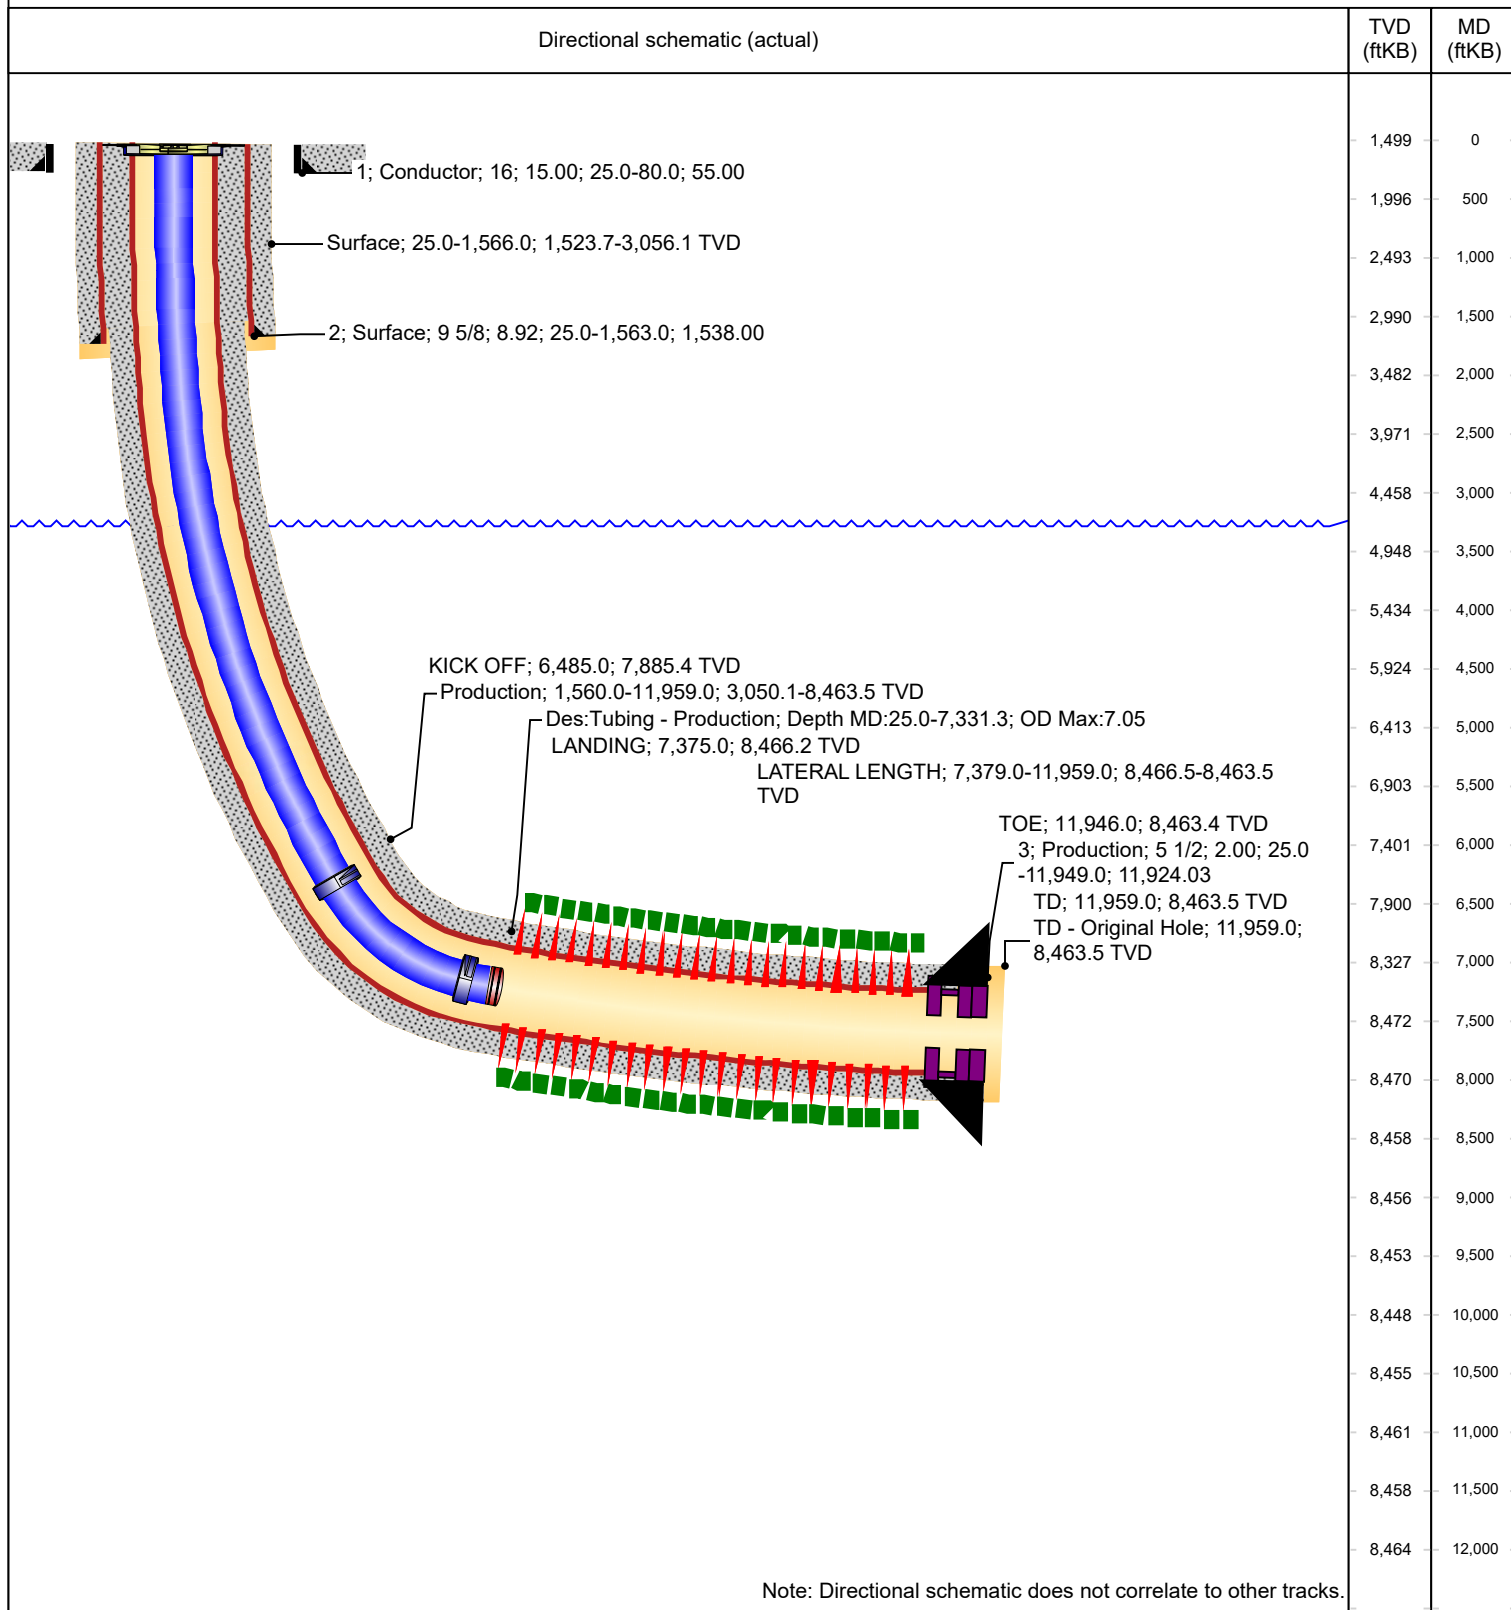 Directional schematic (actual)
TVD
(ftKB)
MD
(ftKB)
1; Conductor; 16; 15.00; 25.0-80.0; 55.00
Surface; 25.0-1,566.0; 1,523.7-3,056.1 TVD
2; Surface; 9 5/8; 8.92; 25.0-1,563.0; 1,538.00
KICK OFF; 6,485.0; 7,885.4 TVD
Production; 1,560.0-11,959.0; 3,050.1-8,463.5 TVD
Des:Tubing - Production; Depth MD:25.0-7,331.3; OD Max:7.05
LANDING; 7,375.0; 8,466.2 TVD
LATERAL LENGTH; 7,379.0-11,959.0; 8,466.5-8,463.5
TVD
TOE; 11,946.0; 8,463.4 TVD
3; Production; 5 1/2; 2.00; 25.0
-11,949.0; 11,924.03
TD; 11,959.0; 8,463.5 TVD
TD - Original Hole; 11,959.0;
8,463.5 TVD
1,499 0
1,996 500
2,493 1,000
2,990 1,500
3,482 2,000
3,971 2,500
4,458 3,000
4,948 3,500
5,434 4,000
5,924 4,500
6,413 5,000
6,903 5,500
7,401 6,000
7,900 6,500
8,327 7,000
8,472 7,500
8,470 8,000
8,458 8,500
8,456 9,000
8,453 9,500
8,448 10,000
8,455 10,500
8,461 11,000
8,458 11,500
8,464 12,000
Note: Directional schematic does not correlate to other tracks.